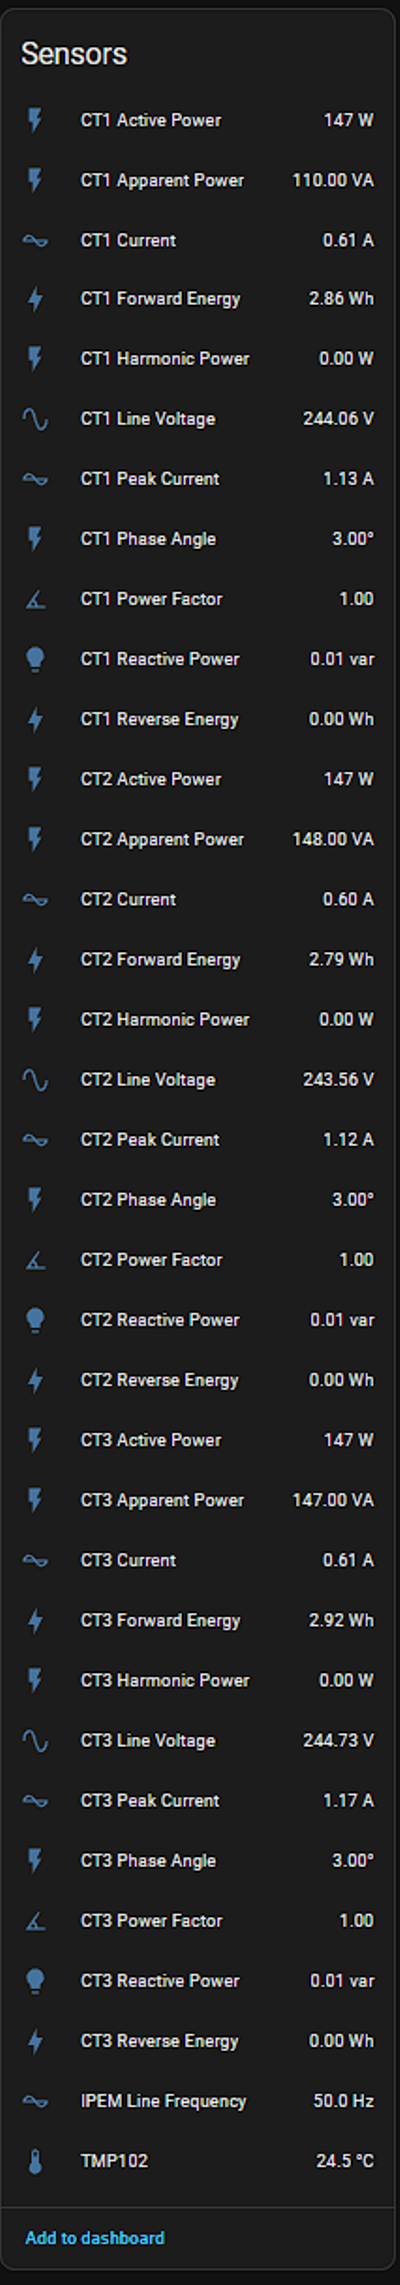 Sensors
CT1 Active Power 147 W
CT1 Apparent Power 110.00 VA
CT1 Current 0.61 A
CT1 Forward Energy 2.86 Wh
CT1 Harmonic Power 0.00 W
CT1 Line Voltage 244.06 V
CT1 Peak Current 1.13 A
CT1 Phase Angle 3.00°
CT1 Power Factor 1.00
CT1 Reactive Power 0.01 var
CT1 Reverse Energy 0.00 Wh
CT2 Active Power 147 W
CT2 Apparent Power 148.00 VA
CT2 Current 0.60 A
CT2 Forward Energy 2.79 Wh
CT2 Harmonic Power 0.00 W
CT2 Line Voltage 243.56 V
CT2 Peak Current 1.12 A
CT2 Phase Angle 3.00°
CT2 Power Factor 1.00
CT2 Reactive Power 0.01 var
CT2 Reverse Energy 0.00 Wh
CT3 Active Power 147 W
CT3 Apparent Power 147.00 VA
CT3 Current 0.61 A
CT3 Forward Energy 2.92 Wh
CT3 Harmonic Power 0.00 W
CT3 Line Voltage 244.73 V
CT3 Peak Current 1.17 A
CT3 Phase Angle 3.00°
CT3 Power Factor 1.00
CT3 Reactive Power 0.01 var
CT3 Reverse Energy 0.00 Wh
IPEM Line Frequency 50.0 Hz
TMP102 24.5 °C
Add to dashboard